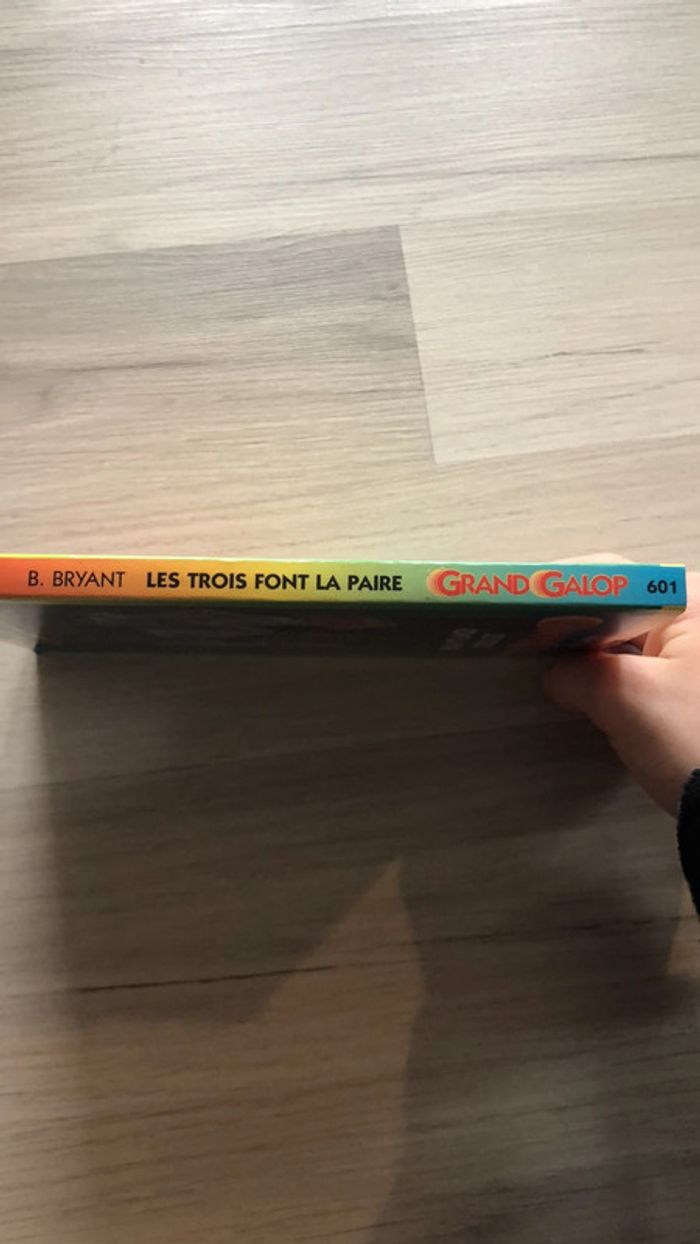 B. BRYANT LES TROIS FONT LA PAIRE GRAND GALOP 601